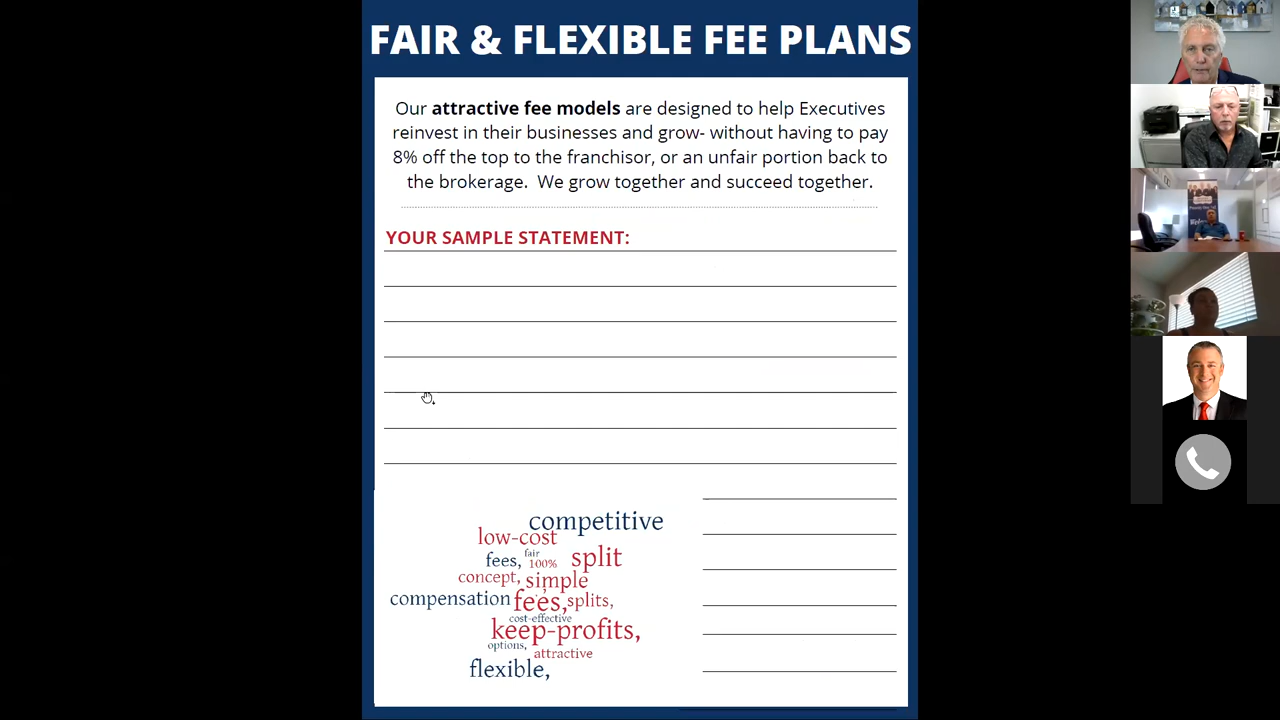 FAIR & FLEXIBLE FEE PLANS
Our attractive fee models are designed to help Executives
reinvest in their businesses and grow- without having to pay
8% off the top to the franchisor, or an unfair portion back to
the brokerage. We grow together and succeed together.
YOUR SAMPLE STATEMENT:
competitive
low-cost
fees, fair 100% split
concept, simple
compensation fees, splits,
cost-effective
keep-profits,
options, attractive
flexible,